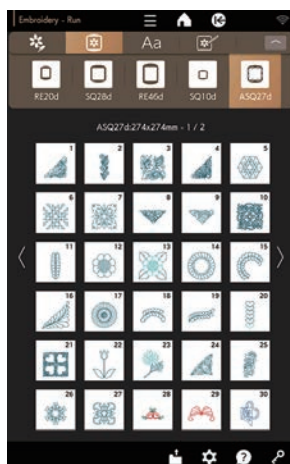 Embroidery - Run
Aa
RE20d SQ28d RE46d SQ10d ASQ27d
ASQ27d:274x274mm - 1 / 2
1 2 3 4 5
6 7 8 9 10
11 12 13 14 15
16 17 18 19 20
21 22 23 24 25
26 27 28 29 30
?